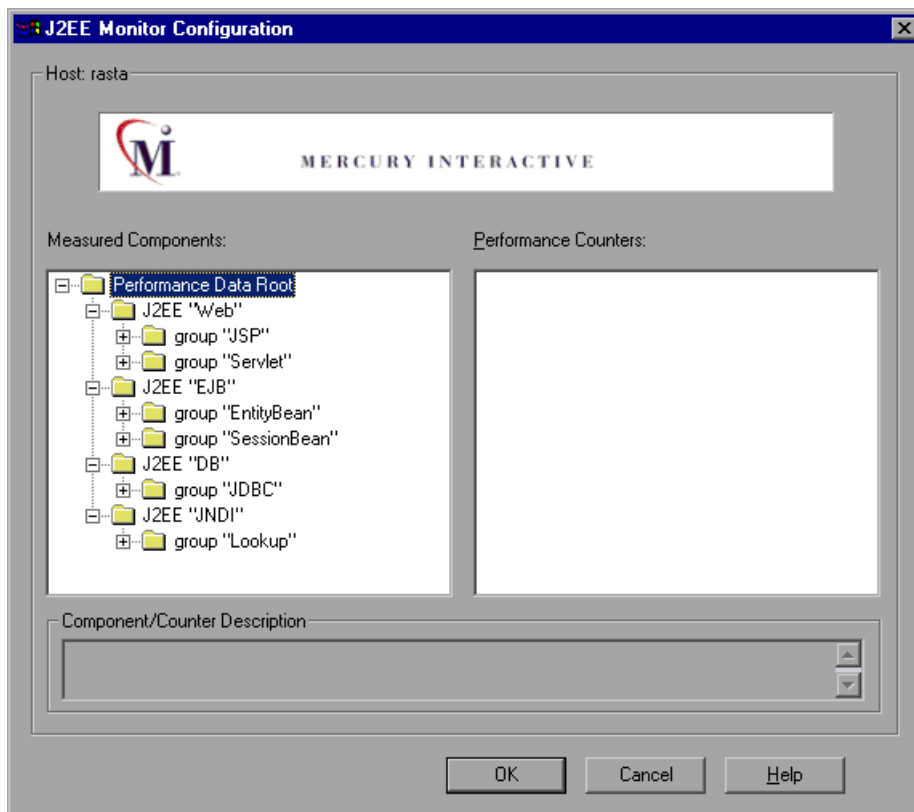 J2EE Monitor Configuration
Host: rasta
M
MERCURY INTERACTIVE
Measured Components:
Performance Counters:
Performance Data Root
J2EE "Web"
group "JSP"
group "Servlet"
J2EE "EJB"
group "EntityBean"
group "SessionBean"
J2EE "DB"
group "JDBC"
J2EE "JNDI"
group "Lookup"
Component/Counter Description
OK
Cancel
Help